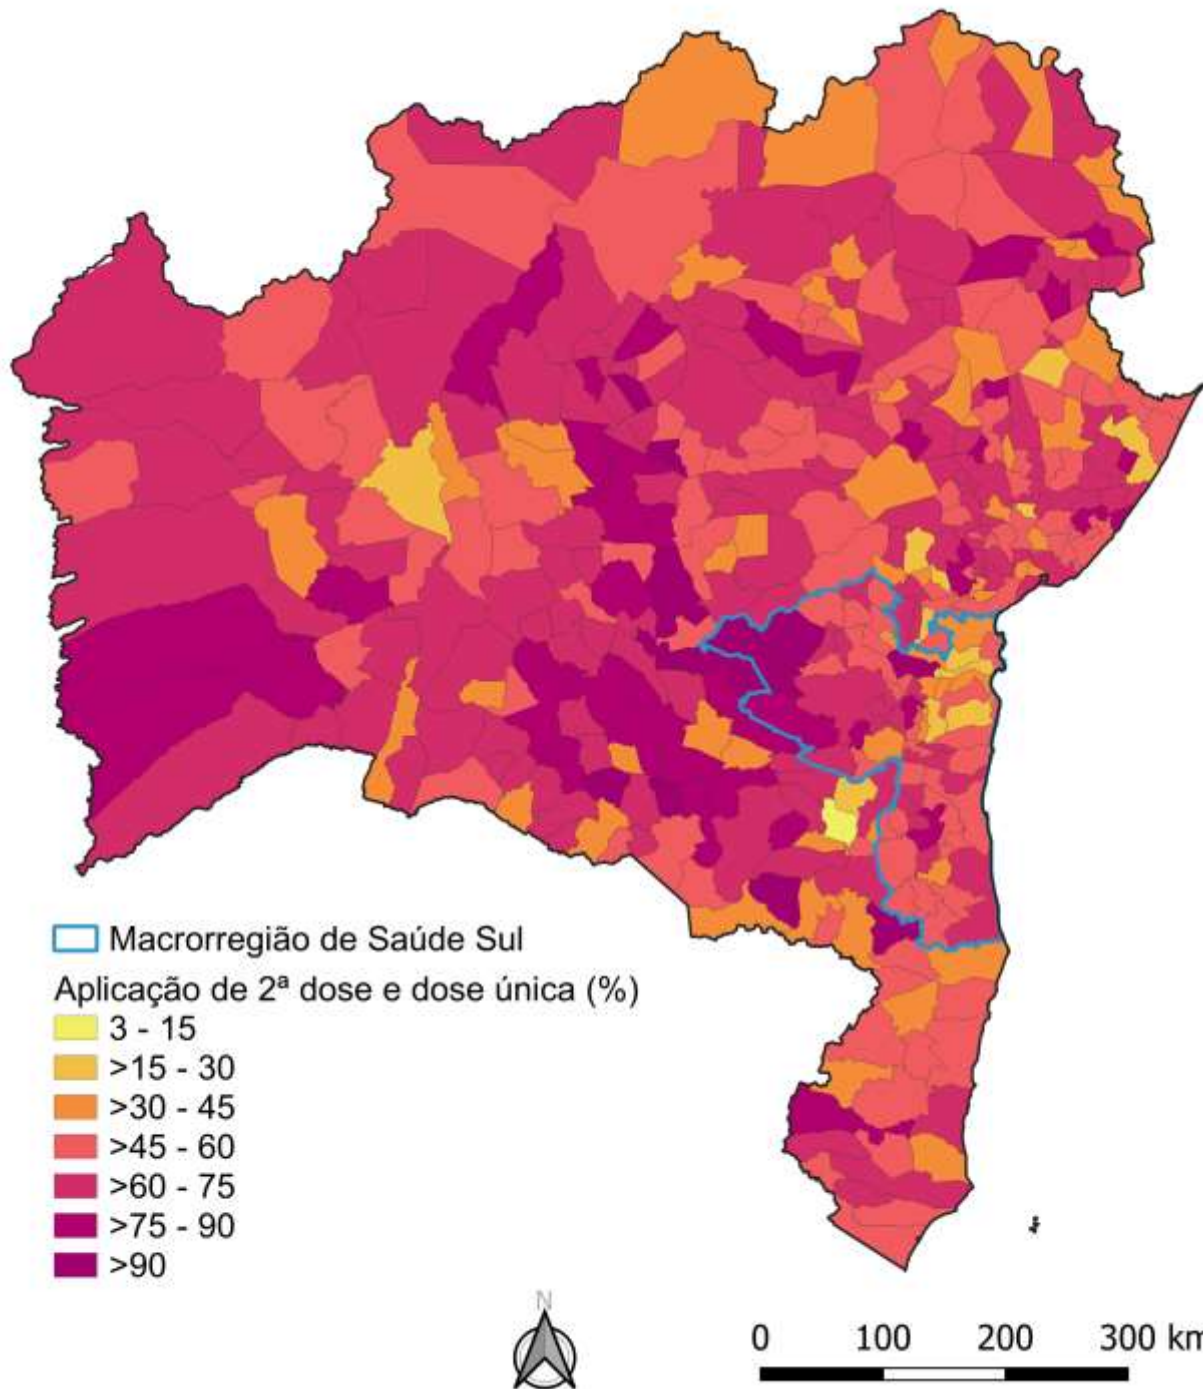 Macrorregião de Saúde Sul
Aplicação de 2ª dose e dose única (%)
3 - 15
>15 - 30
>30 - 45
>45 - 60
>60 - 75
>75 - 90
>90
N
0 100 200 300 km